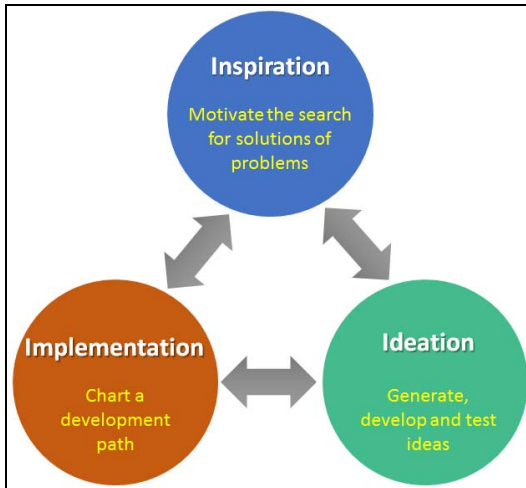 Inspiration
Motivate the search
for solutions of
problems
Implementation
Chart a
development
path
Ideation
Generate,
develop and test
ideas